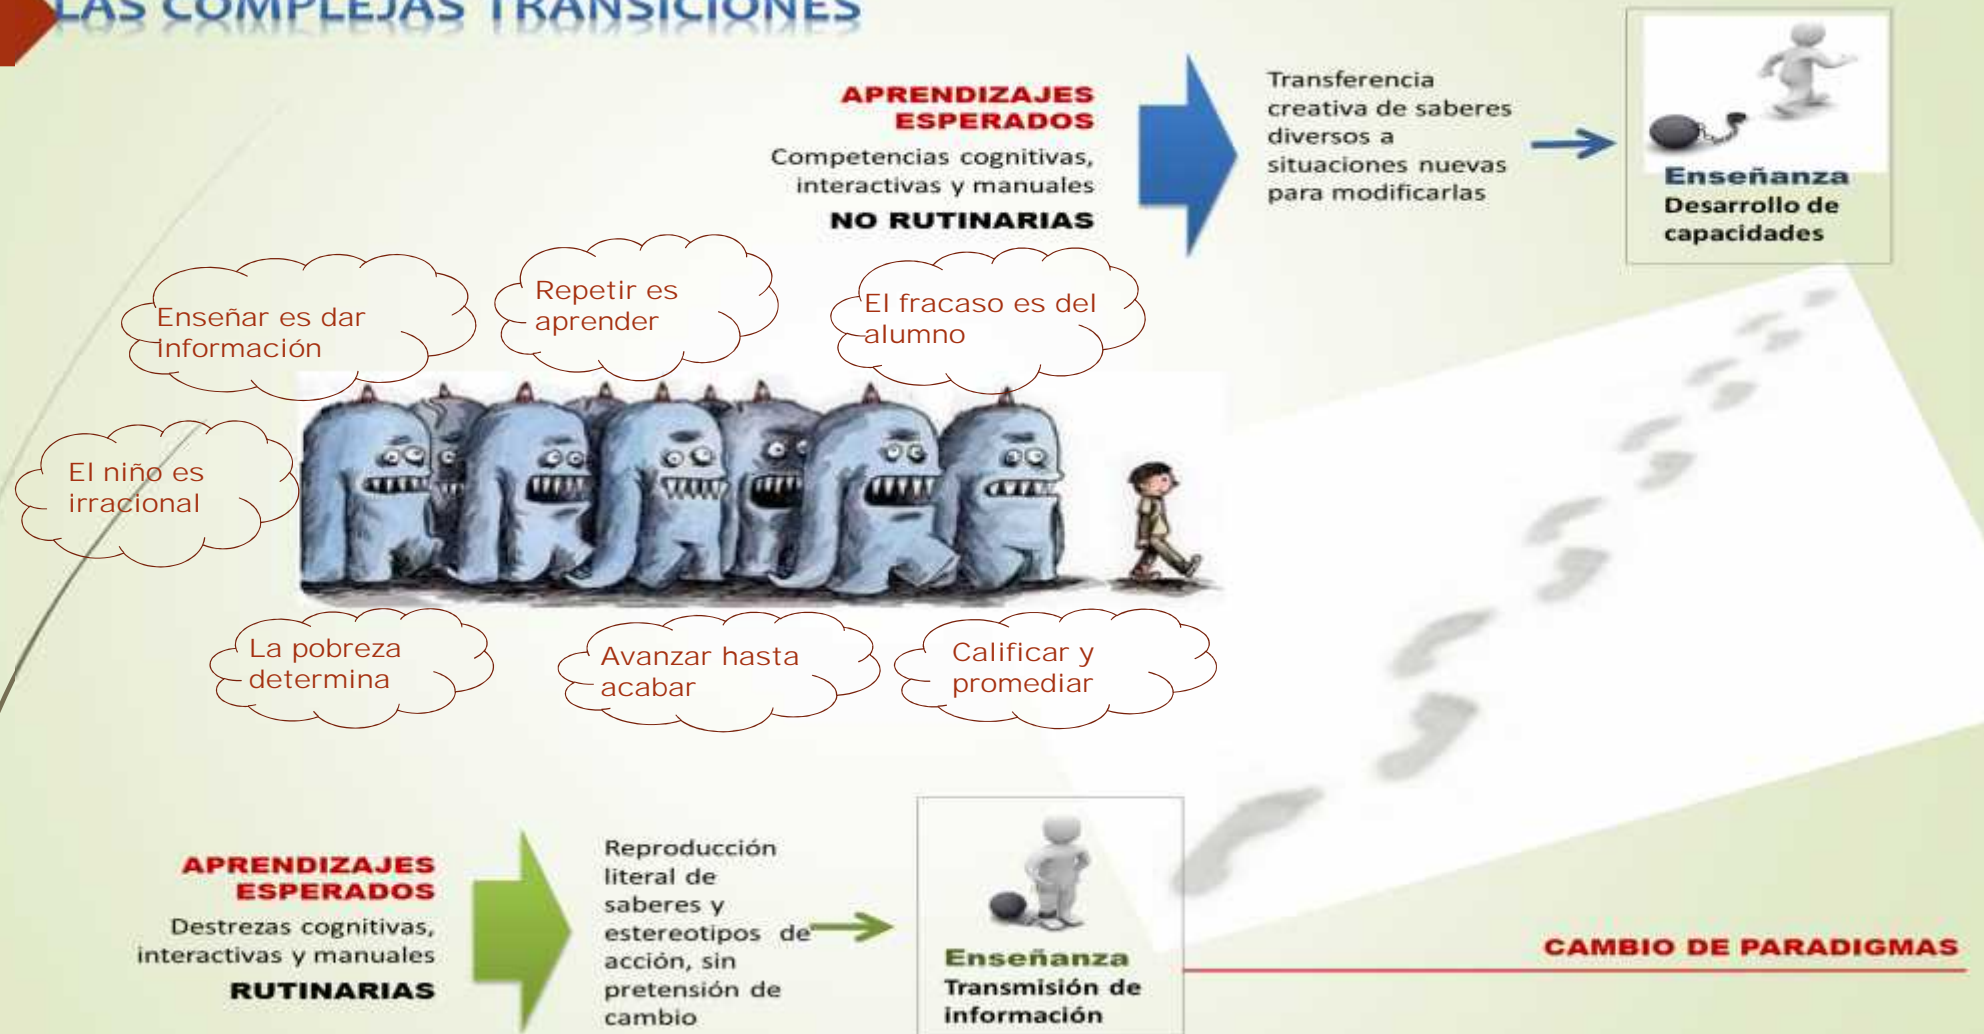 LAS COMPLEJAS TRANSICIONES
APRENDIZAJES
ESPERADOS
Competencias cognitivas,
interactivas y manuales
NO RUTINARIAS
Transferencia
creativa de saberes
diversos a
situaciones nuevas
para modificarlas
Enseñanza
Desarrollo de
capacidades
Enseñar es dar
información
Repetir es
aprender
El fracaso es del
alumno
El niño es
irracional
La pobreza
determina
Avanzar hasta
acabar
Calificar y
promediar
APRENDIZAJES
ESPERADOS
Destrezas cognitivas,
interactivas y manuales
RUTINARIAS
Reproducción
literal de
saberes y
estereotipos de
acción, sin
pretensión de
cambio
Enseñanza
Transmisión de
información
CAMBIO DE PARADIGMAS